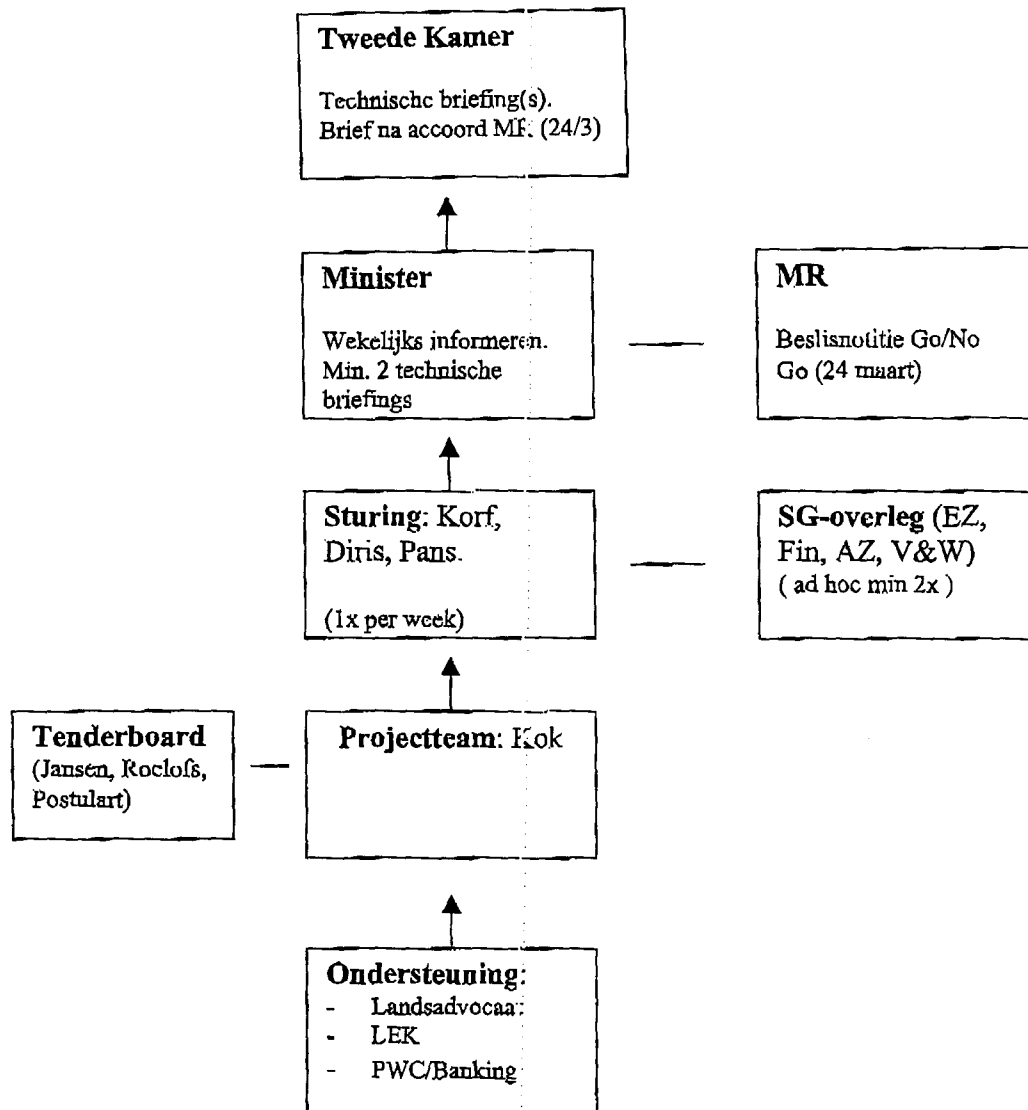 Tweede Kamer
Technische briefing(s).
Brief na accoord MR (24/3)
Minister
Wekelijks informeren.
Min. 2 technische
briefings
MR
Beslisnotitie Go/No
Go (24 maart)
Sturing: Korf,
Diris, Pans.
(1x per week)
SG-overleg (EZ,
Fin, AZ, V&W)
( ad hoc min 2x )
Tenderboard
(Jansen, Roelofs,
Postulart)
Projectteam: Kok
Ondersteuning:
- Landsadvocaat
- LEK
- PWC/Banking